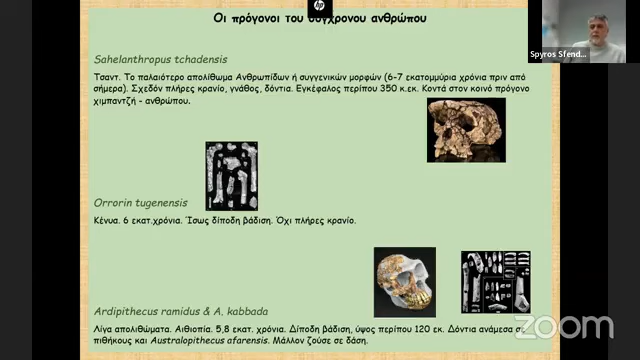 Οι πρόγονοι του σύγχρονου ανθρώπου
hp
Spyros Sfend...
Sahelanthropus tchadensis
Τσαντ. Το παλαιότερο απολίθωμα Ανθρωπίδων ή συγγενικών μορφών (6-7 εκατομμύρια χρόνια πριν από
σήμερα). Σχεδόν πλήρες κρανίο, γνάθος, δόντια. Εγκέφαλος περίπου 350 κ.εκ. Κοντά στον κοινό πρόγονο
χιμπαντζή - ανθρώπου.
Orrorin tugenensis
Κένυα. 6 εκατ.χρόνια. Ίσως δίποδη βάδιση. Όχι πλήρες κρανίο.
Ardipithecus ramidus & A. kabbada
Λίγα απολιθώματα. Αιθιοπία. 5,8 εκατ. χρόνια. Δίποδη βάδιση, ύψος περίπου 120 εκ. Δόντια ανάμεσα σε
πιθήκους και Australopithecus afarensis. Μάλλον ζούσε σε δάση.
zoom